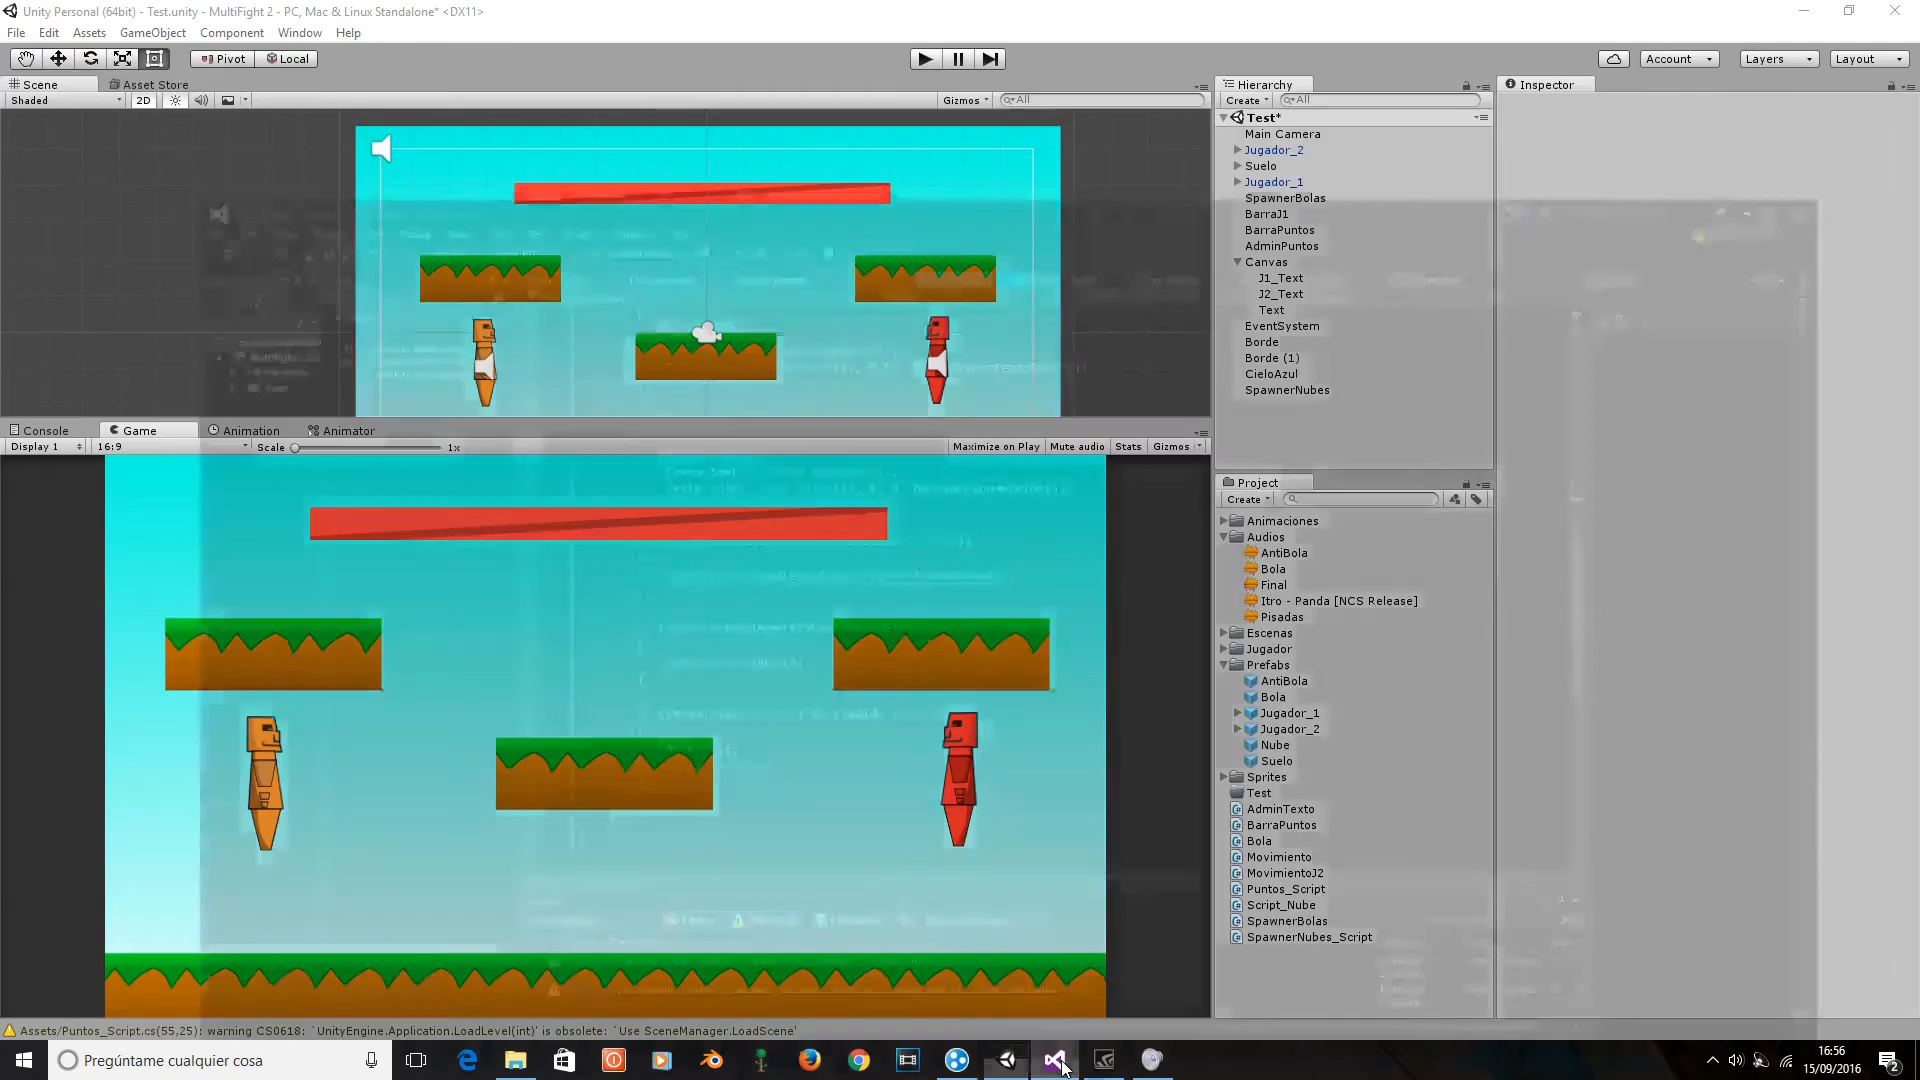 Unity Personal (64bit) - Test.unity - MultiFight 2 - PC, Mac & Linux Standalone* <DX11>
File Edit Assets GameObject Component Window Help
Pivot Local Account Layers Layout
Scene Asset Store Hierarchy Inspector
Shaded 2D Gizmos All Create All
Test*
Main Camera
Jugador_2
Suelo
Jugador_1
SpawnerBolas
BarraJ1
BarraPuntos
AdminPuntos
Canvas
J1_Text
J2_Text
Text
EventSystem
Borde
Borde (1)
CieloAzul
SpawnerNubes
Console Game Animation Animator
Display 1 16:9 Scale 1x Maximize on Play Mute audio Stats Gizmos
Project
Create
Animaciones
Audios
AntiBola
Bola
Final
Itro - Panda [NCS Release]
Pisadas
Escenas
Jugador
Prefabs
AntiBola
Bola
Jugador_1
Jugador_2
Nube
Suelo
Sprites
Test
AdminTexto
BarraPuntos
Bola
Movimiento
MovimientoJ2
Puntos_Script
Script_Nube
SpawnerBolas
SpawnerNubes_Script
Assets/Puntos_Script.cs(55,25): warning CS0618: `UnityEngine.Application.LoadLevel(int)' is obsolete: `Use SceneManager.LoadScene'
Pregúntame cualquier cosa
16:56
15/09/2016
2